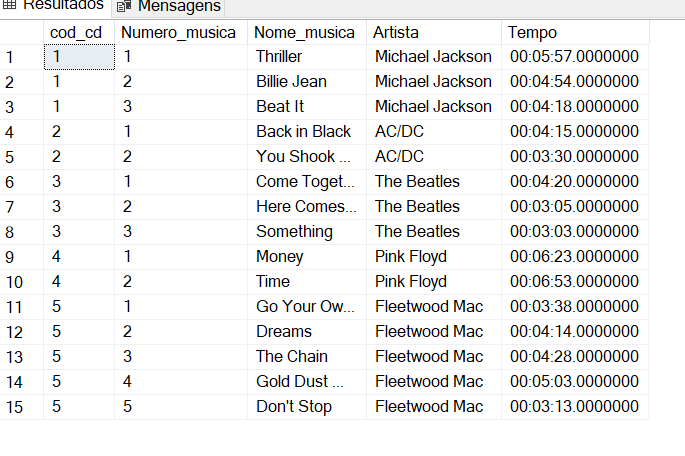 Resultados Mensagens
cod_cd Numero_musica Nome_musica Artista Tempo
1 1 1 Thriller Michael Jackson 00:05:57.0000000
2 1 2 Billie Jean Michael Jackson 00:04:54.0000000
3 1 3 Beat It Michael Jackson 00:04:18.0000000
4 2 1 Back in Black AC/DC 00:04:15.0000000
5 2 2 You Shook ... AC/DC 00:03:30.0000000
6 3 1 Come Toget... The Beatles 00:04:20.0000000
7 3 2 Here Comes... The Beatles 00:03:05.0000000
8 3 3 Something The Beatles 00:03:03.0000000
9 4 1 Money Pink Floyd 00:06:23.0000000
10 4 2 Time Pink Floyd 00:06:53.0000000
11 5 1 Go Your Ow... Fleetwood Mac 00:03:38.0000000
12 5 2 Dreams Fleetwood Mac 00:04:14.0000000
13 5 3 The Chain Fleetwood Mac 00:04:28.0000000
14 5 4 Gold Dust ... Fleetwood Mac 00:05:03.0000000
15 5 5 Don't Stop Fleetwood Mac 00:03:13.0000000